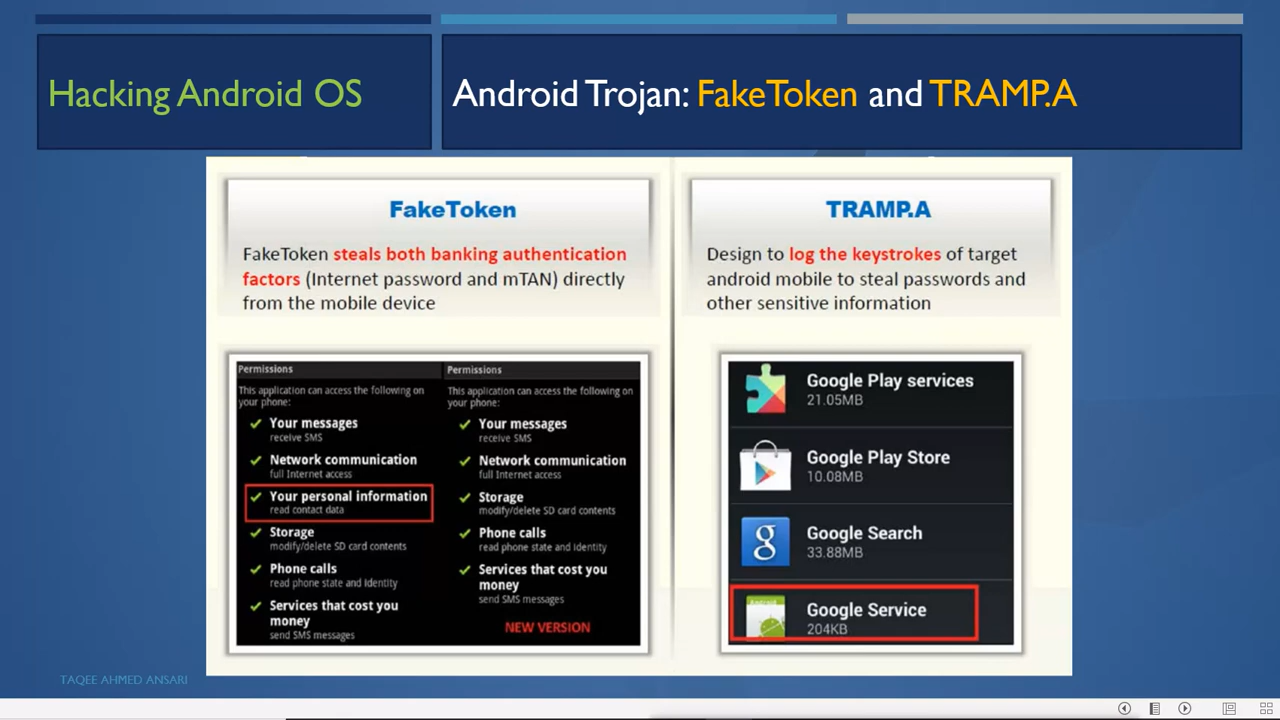 Hacking Android OS
Android Trojan: FakeToken and TRAMP.A
FakeToken
FakeToken steals both banking authentication
factors (Internet password and mTAN) directly
from the mobile device
TRAMP.A
Design to log the keystrokes of target
android mobile to steal passwords and
other sensitive information
Permissions
This application can access the following on
your phone:
Your messages
receive SMS
Network communication
full Internet access
Your personal information
read contact data
Storage
modify/delete SD card contents
Phone calls
read phone state and identity
Services that cost you
money
send SMS messages
Permissions
This application can access the following on
your phone:
Your messages
receive SMS
Network communication
full Internet access
Storage
modify/delete SD card contents
Phone calls
read phone state and identity
Services that cost you
money
send SMS messages
NEW VERSION
Google Play services
21.05MB
Google Play Store
10.08MB
Google Search
33.88MB
Google Service
204KB
TAQEE AHMED ANSARI